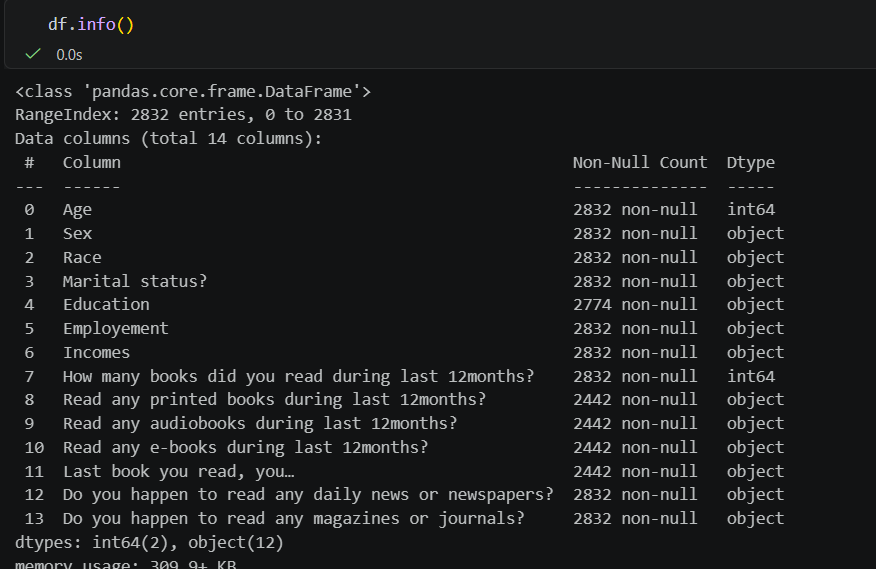 df.info()
0.0s
<class 'pandas.core.frame.DataFrame'>
RangeIndex: 2832 entries, 0 to 2831
Data columns (total 14 columns):
 #   Column                                                Non-Null Count  Dtype
---  ------                                                --------------  -----
 0   Age                                                   2832 non-null   int64
 1   Sex                                                   2832 non-null   object
 2   Race                                                  2832 non-null   object
 3   Marital status?                                       2832 non-null   object
 4   Education                                             2774 non-null   object
 5   Employement                                           2832 non-null   object
 6   Incomes                                               2832 non-null   object
 7   How many books did you read during last 12months?     2832 non-null   int64
 8   Read any printed books during last 12months?          2442 non-null   object
 9   Read any audiobooks during last 12months?             2442 non-null   object
 10  Read any e-books during last 12months?                2442 non-null   object
 11  Last book you read, you…                              2442 non-null   object
 12  Do you happen to read any daily news or newspapers?   2832 non-null   object
 13  Do you happen to read any magazines or journals?      2832 non-null   object
dtypes: int64(2), object(12)
memory usage: 309.9+ KB